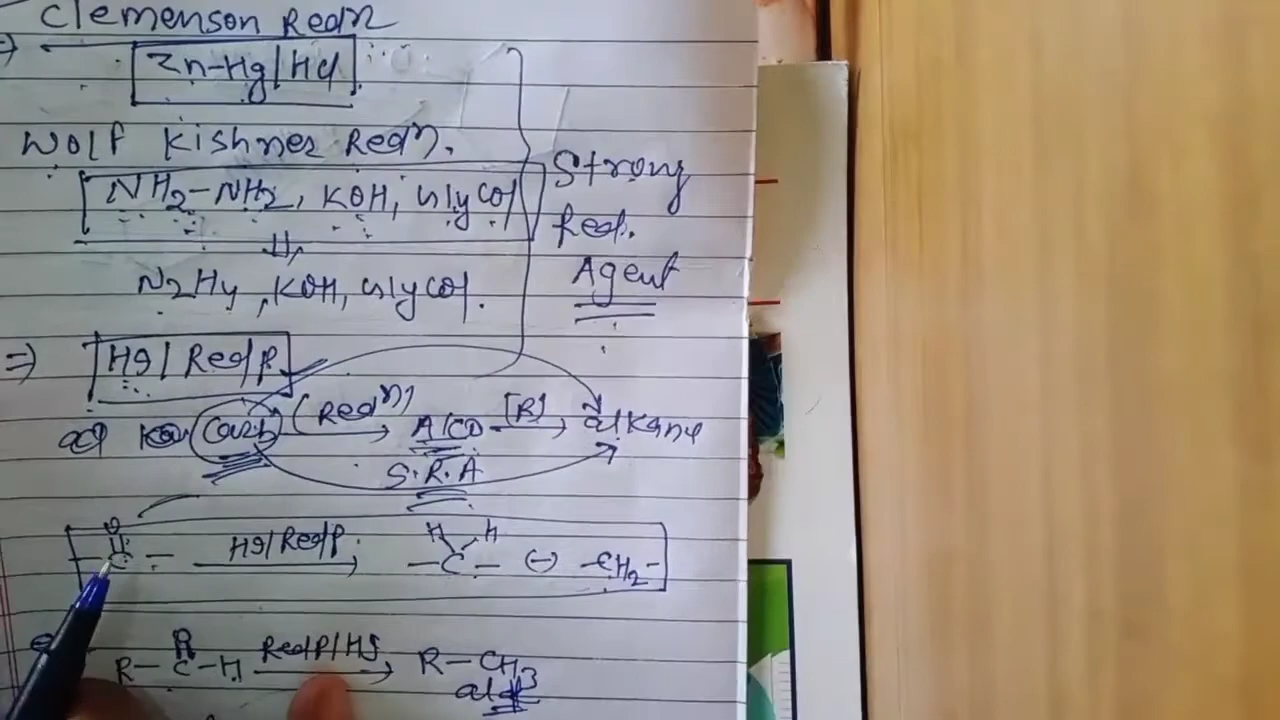 Clemenson Redn
=> Zn-Hg/HCl
Wolf Kishner Redn.
NH2-NH2, KOH, Glycol
Strong
Red.
Agent
N2H4, KOH, Glycol.
=> HI/Red/P
(Redn) Alco [R] alkane
S.R.A
O
- C - HI/Red/P H H - C - (-) -CH2-
R - C - H Red/P/HI R - CH3
O